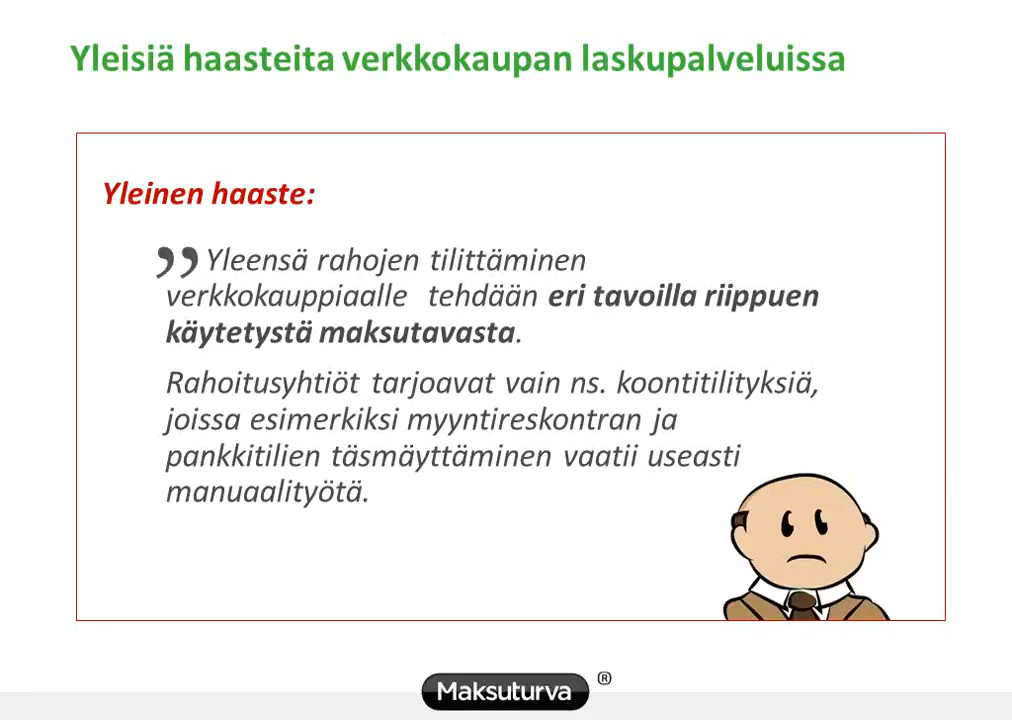 Yleisiä haasteita verkkokaupan laskupalveluissa
Yleinen haaste:
” Yleensä rahojen tilittäminen
verkkokauppiaalle tehdään eri tavoilla riippuen
käytetystä maksutavasta.
Rahoitusyhtiöt tarjoavat vain ns. koontitilityksiä,
joissa esimerkiksi myyntireskontran ja
pankkitilien täsmäyttäminen vaatii useasti
manuaalityötä.
Maksuturva ®